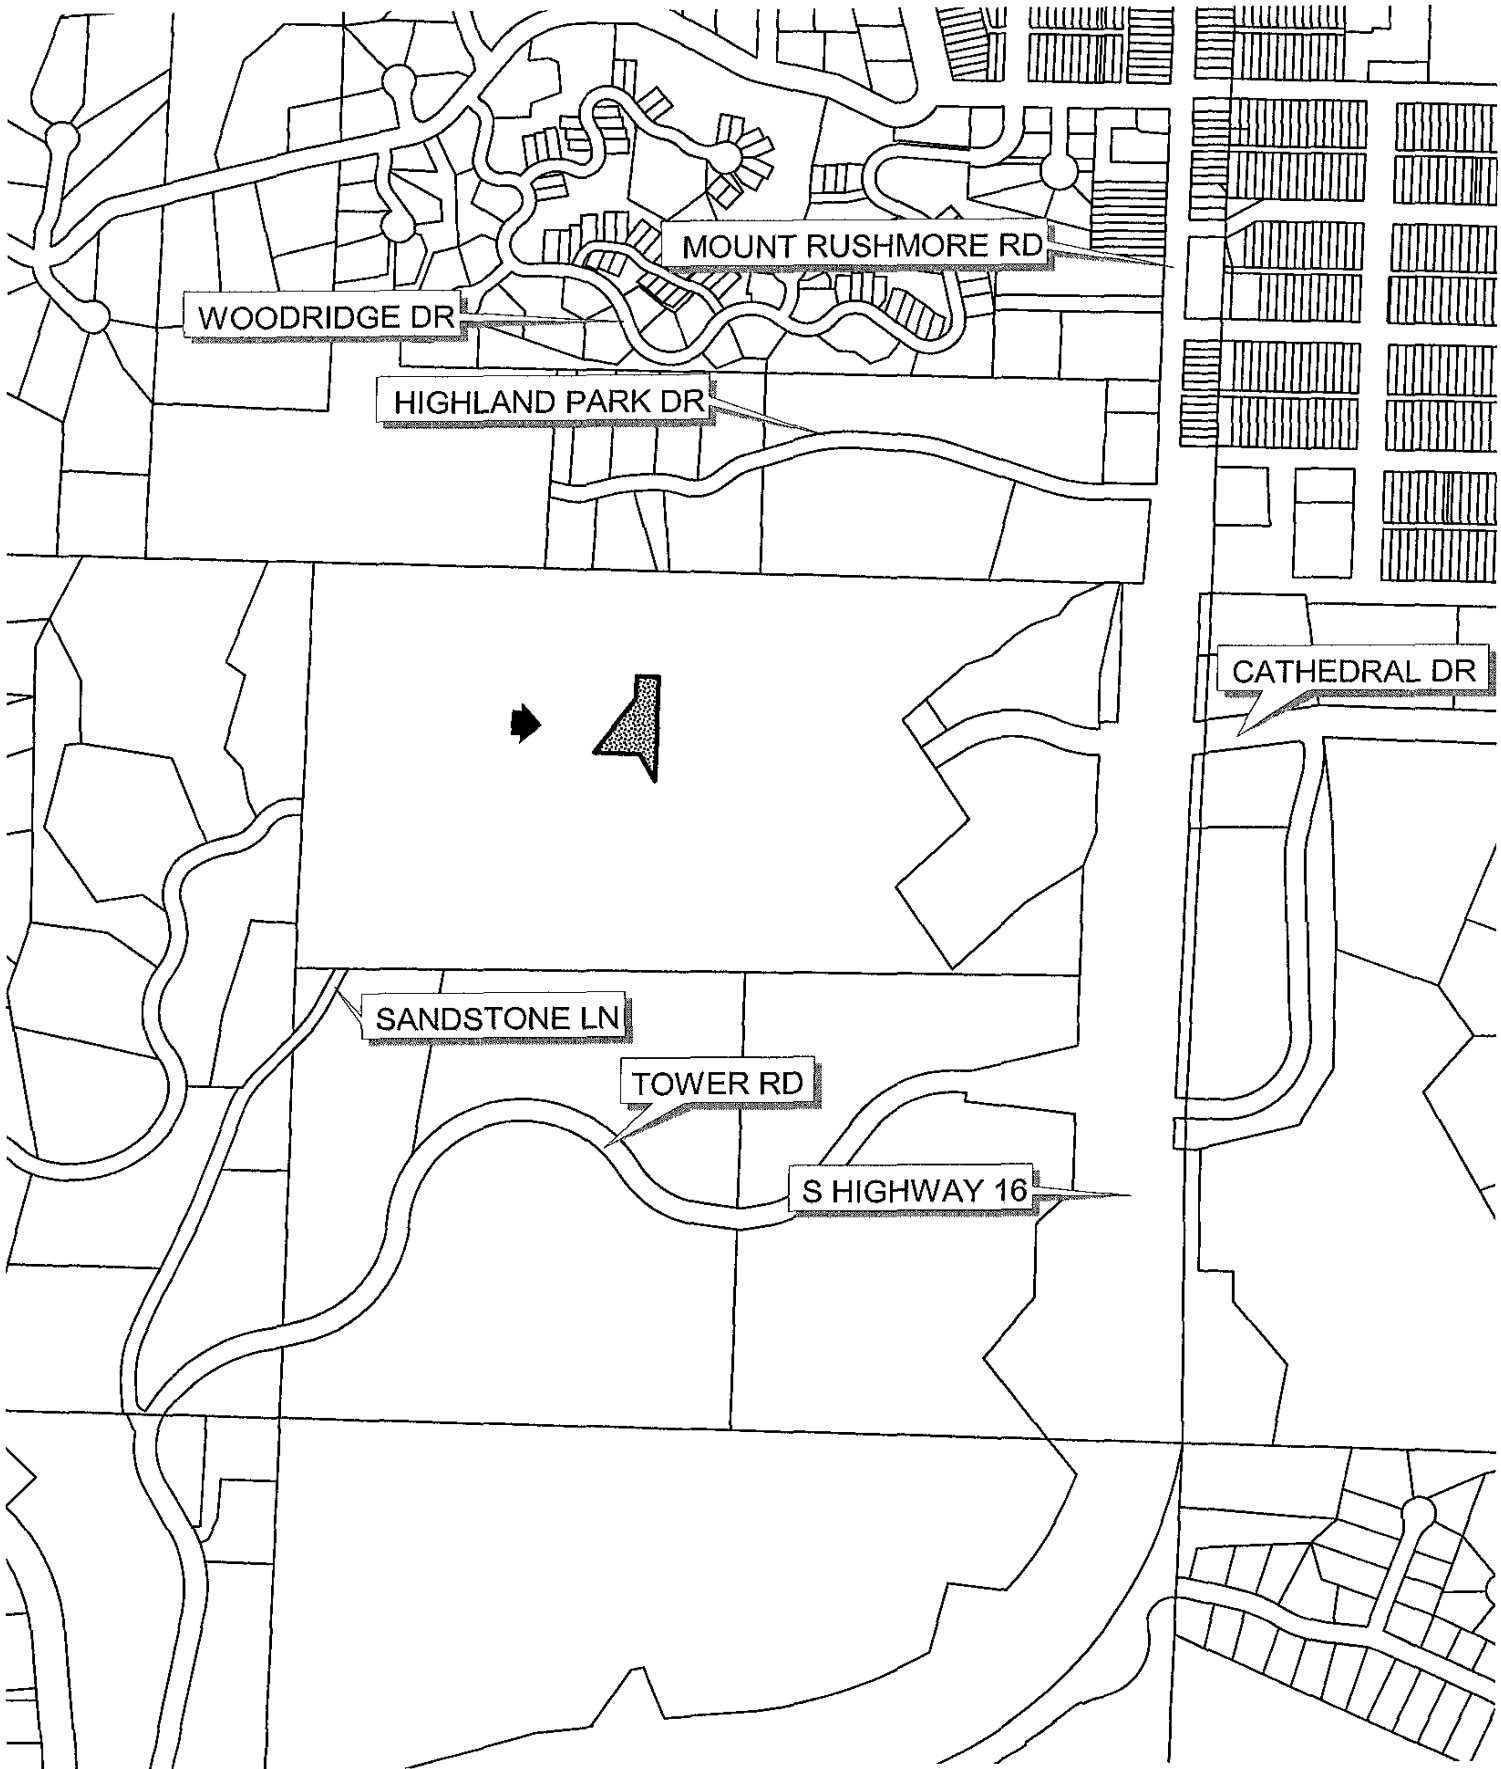 MOUNT RUSHMORE RD
WOODRIDGE DR
HIGHLAND PARK DR
CATHEDRAL DR
SANDSTONE LN
TOWER RD
S HIGHWAY 16